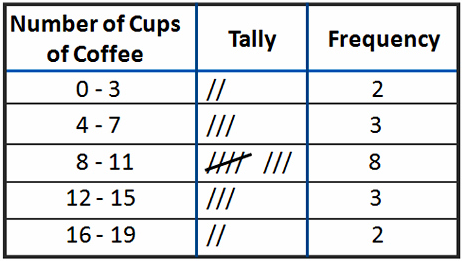 Number of Cups of Coffee Tally Frequency
0 - 3 // 2
4 - 7 /// 3
8 - 11 //// /// 8
12 - 15 /// 3
16 - 19 // 2